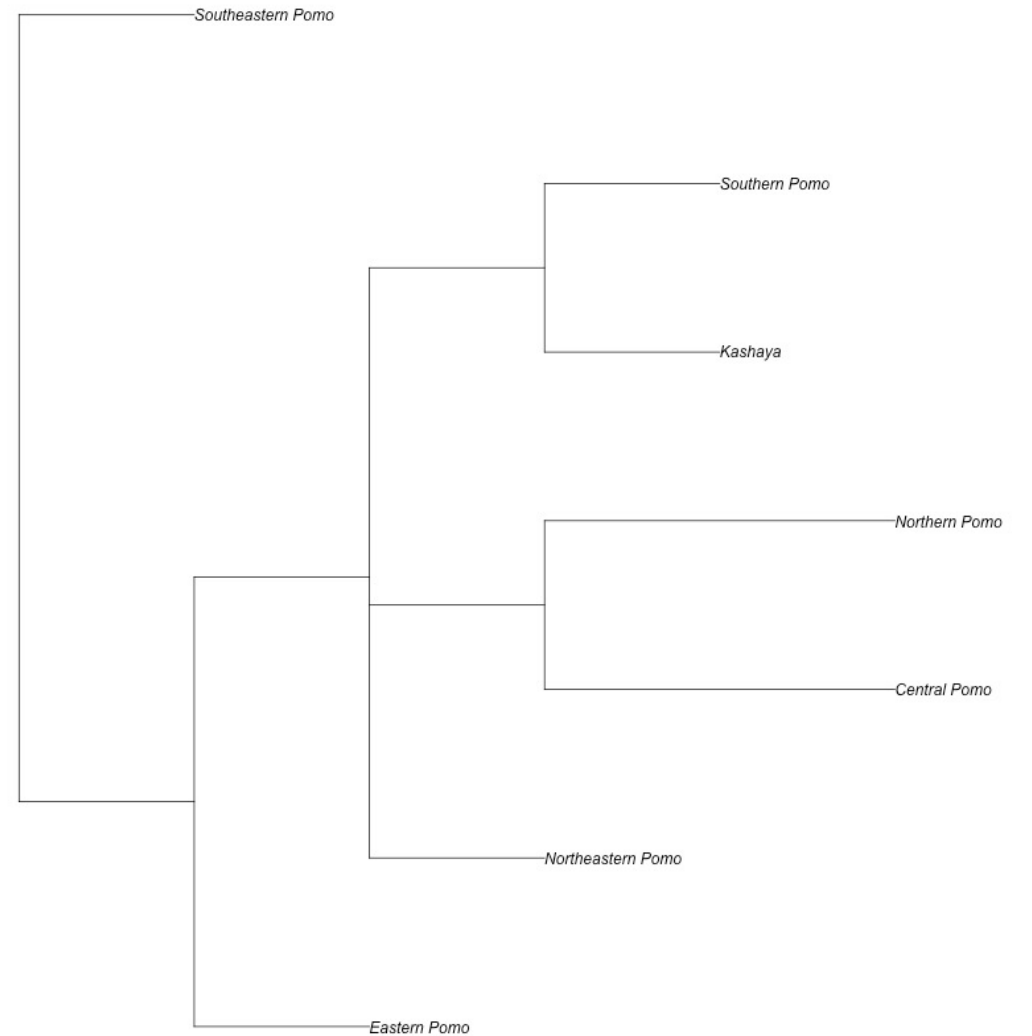 Southeastern Pomo
Southern Pomo
Kashaya
Northern Pomo
Central Pomo
Northeastern Pomo
Eastern Pomo